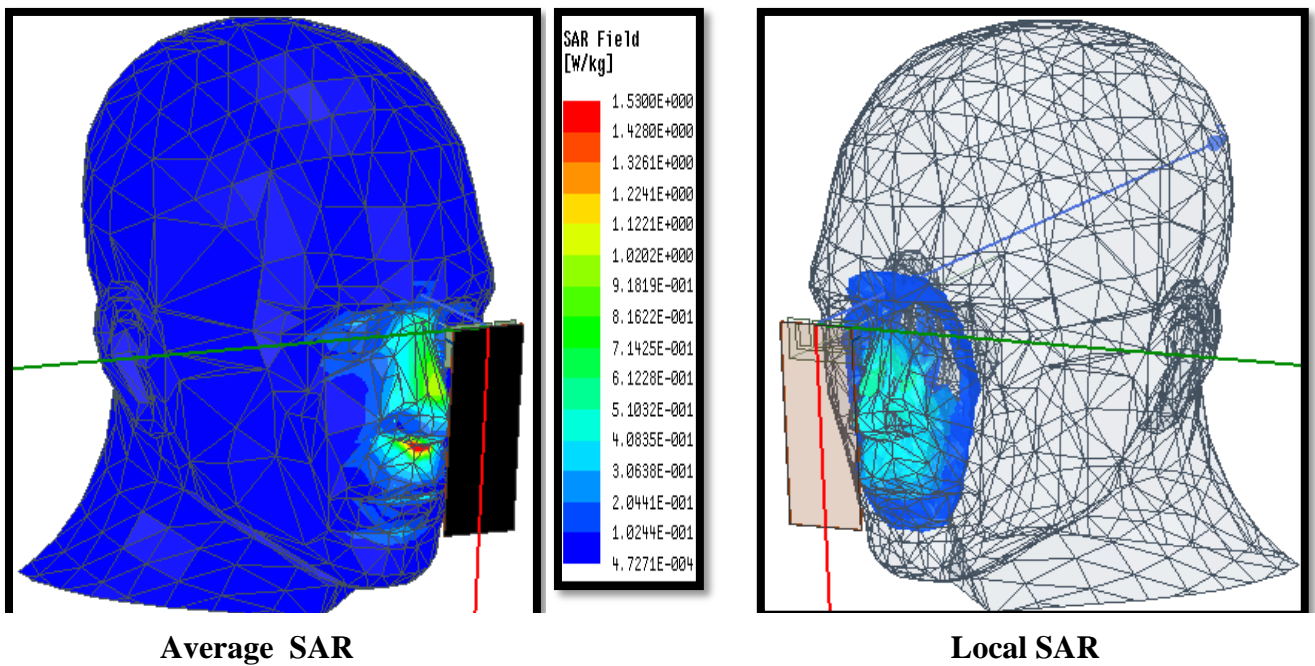 SAR Field
[W/kg]
1.5300E+000
1.4280E+000
1.3261E+000
1.2241E+000
1.1221E+000
1.0202E+000
9.1819E-001
8.1622E-001
7.1425E-001
6.1228E-001
5.1032E-001
4.0835E-001
3.0638E-001
2.0441E-001
1.0244E-001
4.7271E-004
Average SAR
Local SAR